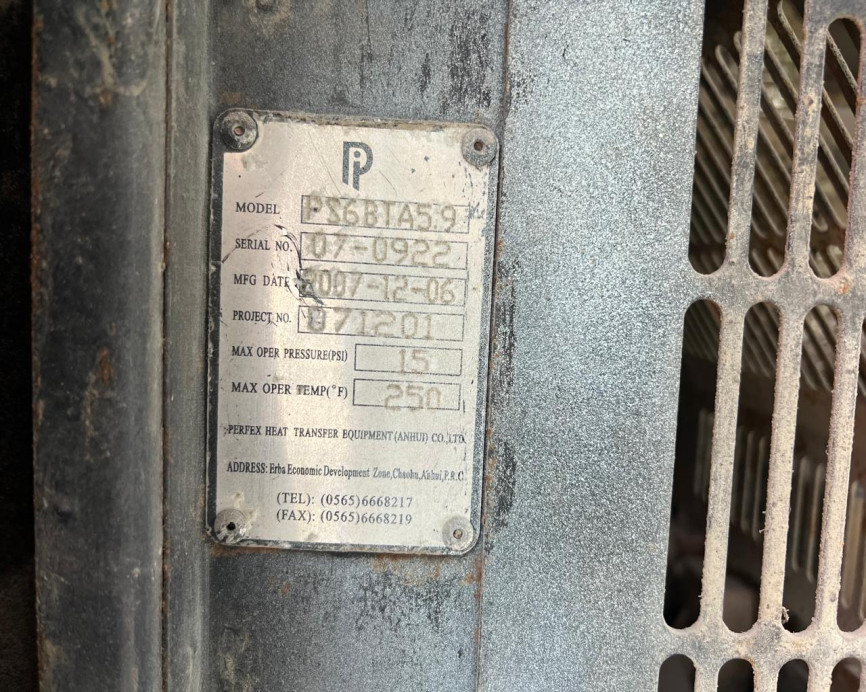 MODEL PS6BTA5.9
SERIAL NO. 07-0922
MFG DATE 2007-12-06
PROJECT NO. 071201
MAX OPER PRESSURE(PSI) 15
MAX OPER TEMP(°F) 250
PERFEX HEAT TRANSFER EQUIPMENT(ANHUI) CO.,LTD.
ADDRESS: Erba Economic Development Zone,Chaohu,Anhui,P.R.C.
(TEL): (0565)6668217
(FAX): (0565)6668219